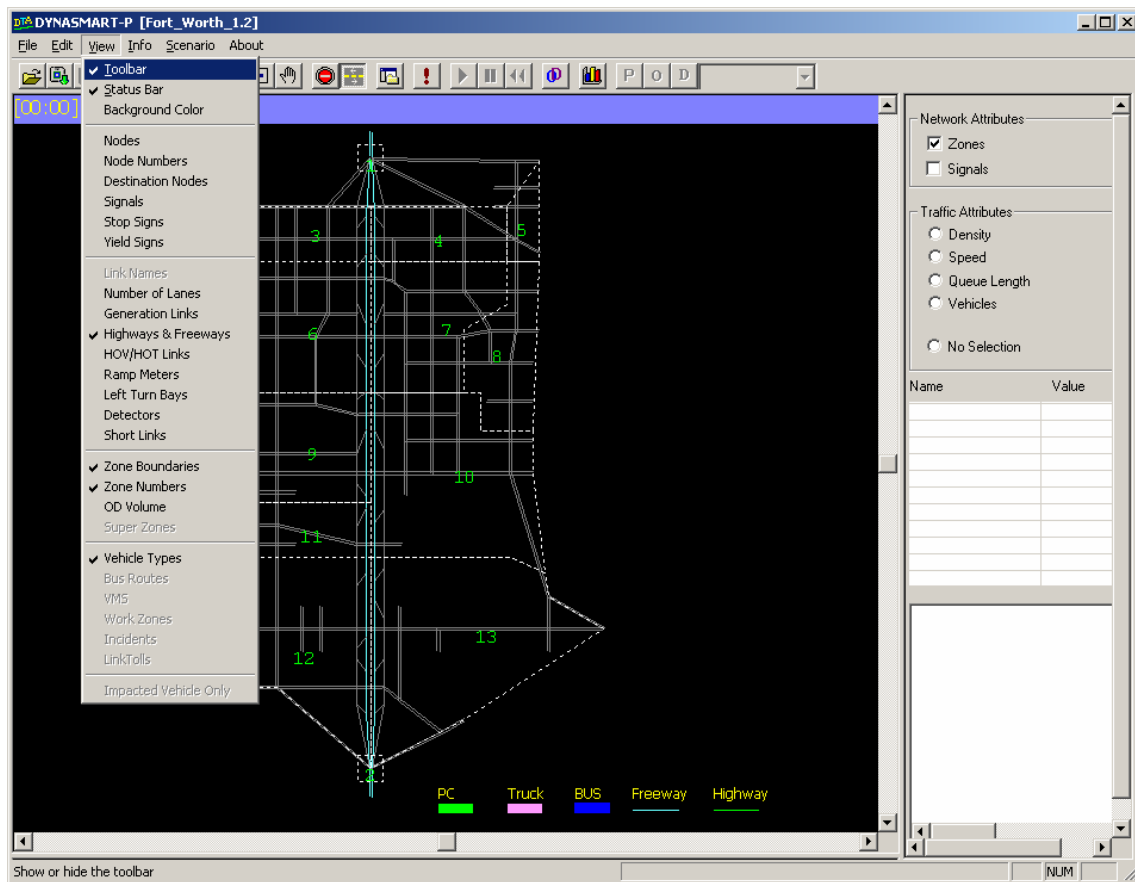 DYNASMART-P [Fort_Worth_1.2]
File Edit View Info Scenario About
P O D
[00:00]
Toolbar
Status Bar
Background Color
Nodes
Node Numbers
Destination Nodes
Signals
Stop Signs
Yield Signs
Link Names
Number of Lanes
Generation Links
Highways & Freeways
HOV/HOT Links
Ramp Meters
Left Turn Bays
Detectors
Short Links
Zone Boundaries
Zone Numbers
OD Volume
Super Zones
Vehicle Types
Bus Routes
VMS
Work Zones
Incidents
LinkTolls
Impacted Vehicle Only
1
3
4
5
6
7
8
9
10
11
12
13
2
PC Truck BUS Freeway Highway
Network Attributes
Zones
Signals
Traffic Attributes
Density
Speed
Queue Length
Vehicles
No Selection
Name Value
Show or hide the toolbar
NUM